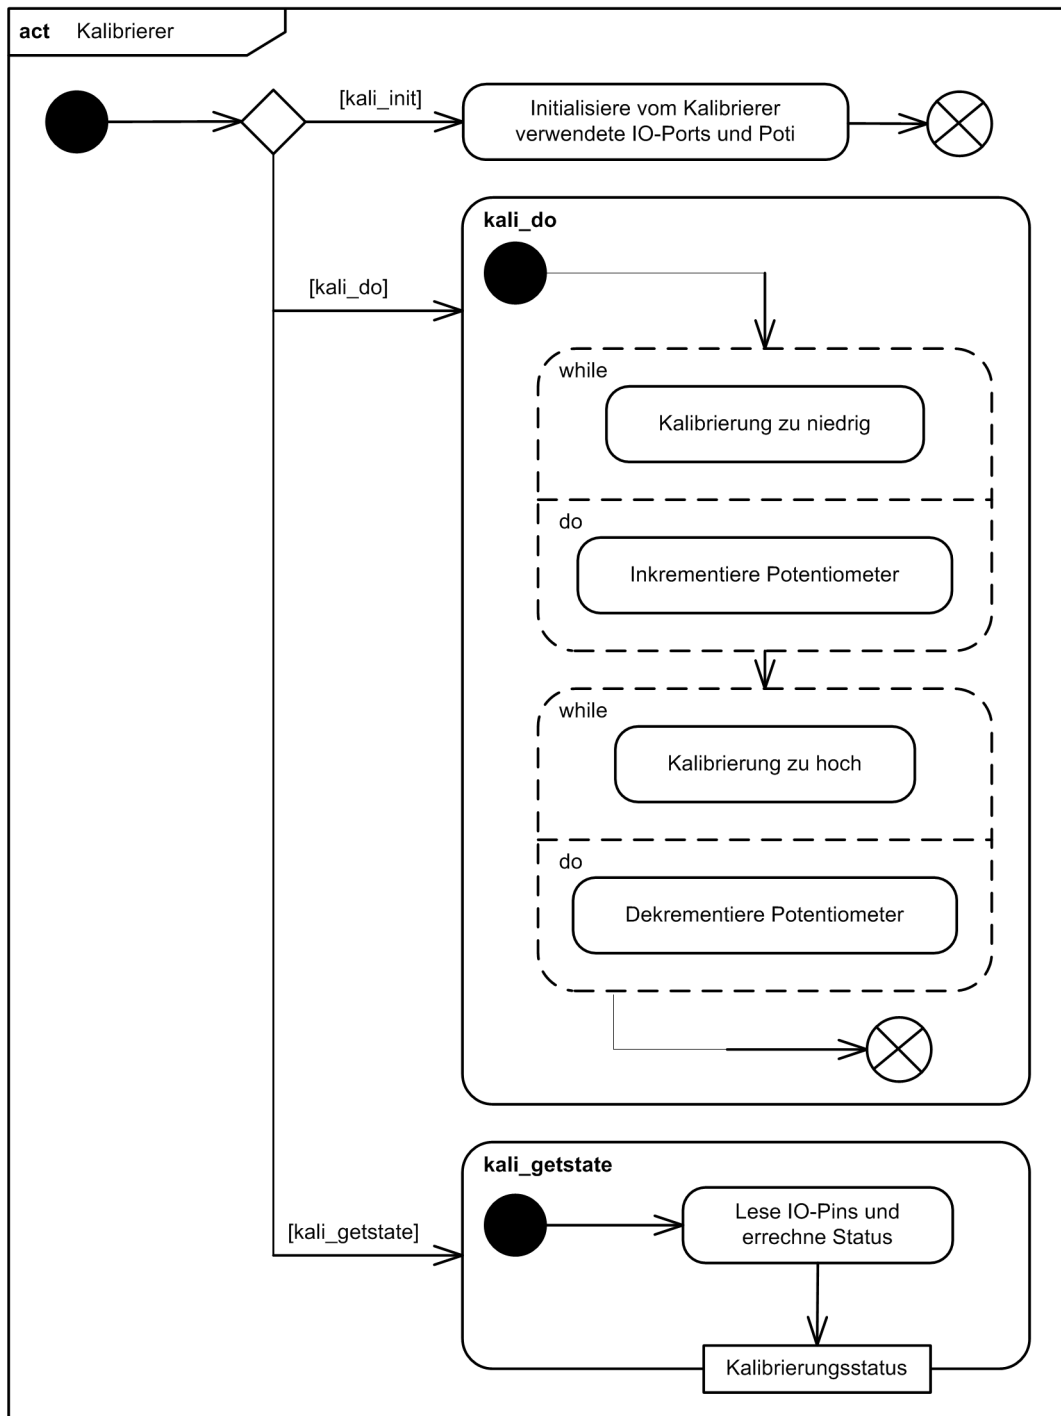 act Kalibrierer
[kali_init]
Initialisiere vom Kalibrierer
verwendete IO-Ports und Poti
kali_do
[kali_do]
while
Kalibrierung zu niedrig
do
Inkrementiere Potentiometer
while
Kalibrierung zu hoch
do
Dekrementiere Potentiometer
kali_getstate
[kali_getstate]
Lese IO-Pins und
errechne Status
Kalibrierungsstatus